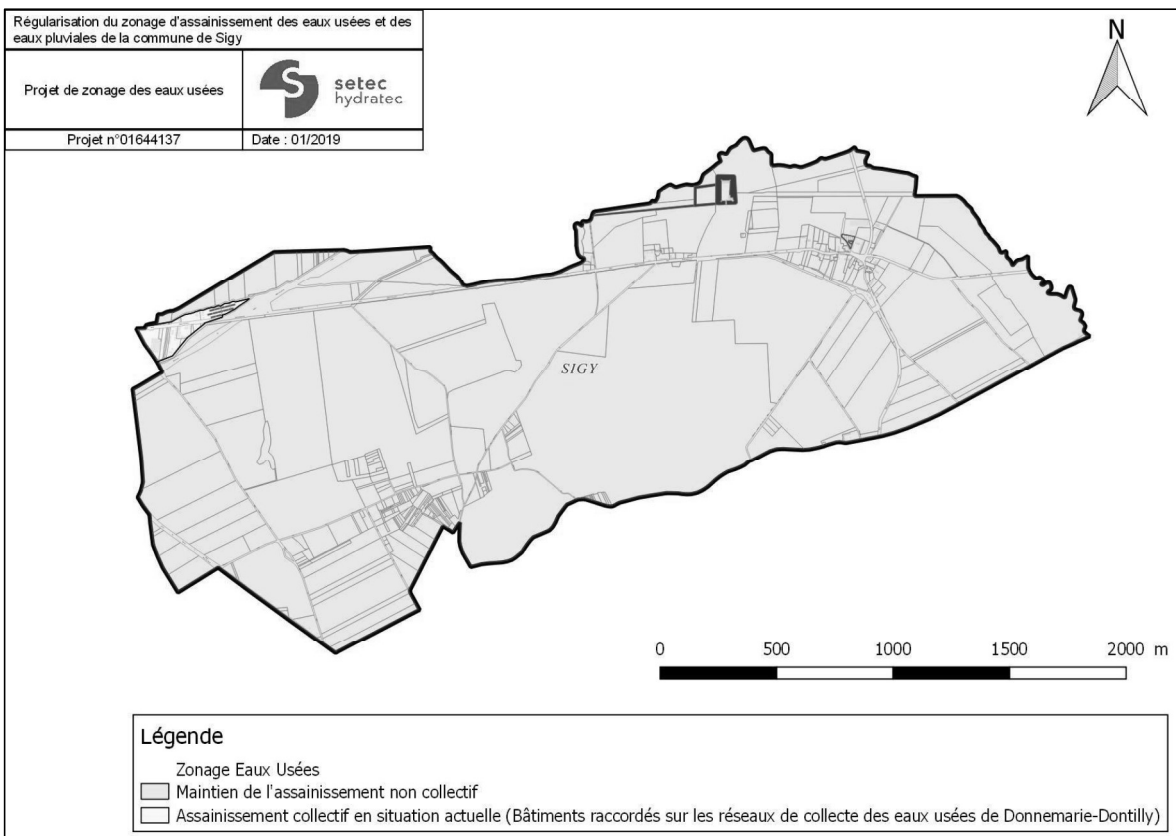 Régularisation du zonage d'assainissement des eaux usées et des
eaux pluviales de la commune de Sigy
Projet de zonage des eaux usées
S
setec
hydratec
Projet n°01644137
Date : 01/2019
N
SIGY
0 500 1000 1500 2000 m
Légende
Zonage Eaux Usées
Maintien de l'assainissement non collectif
Assainissement collectif en situation actuelle (Bâtiments raccordés sur les réseaux de collecte des eaux usées de Donnemarie-Dontilly)